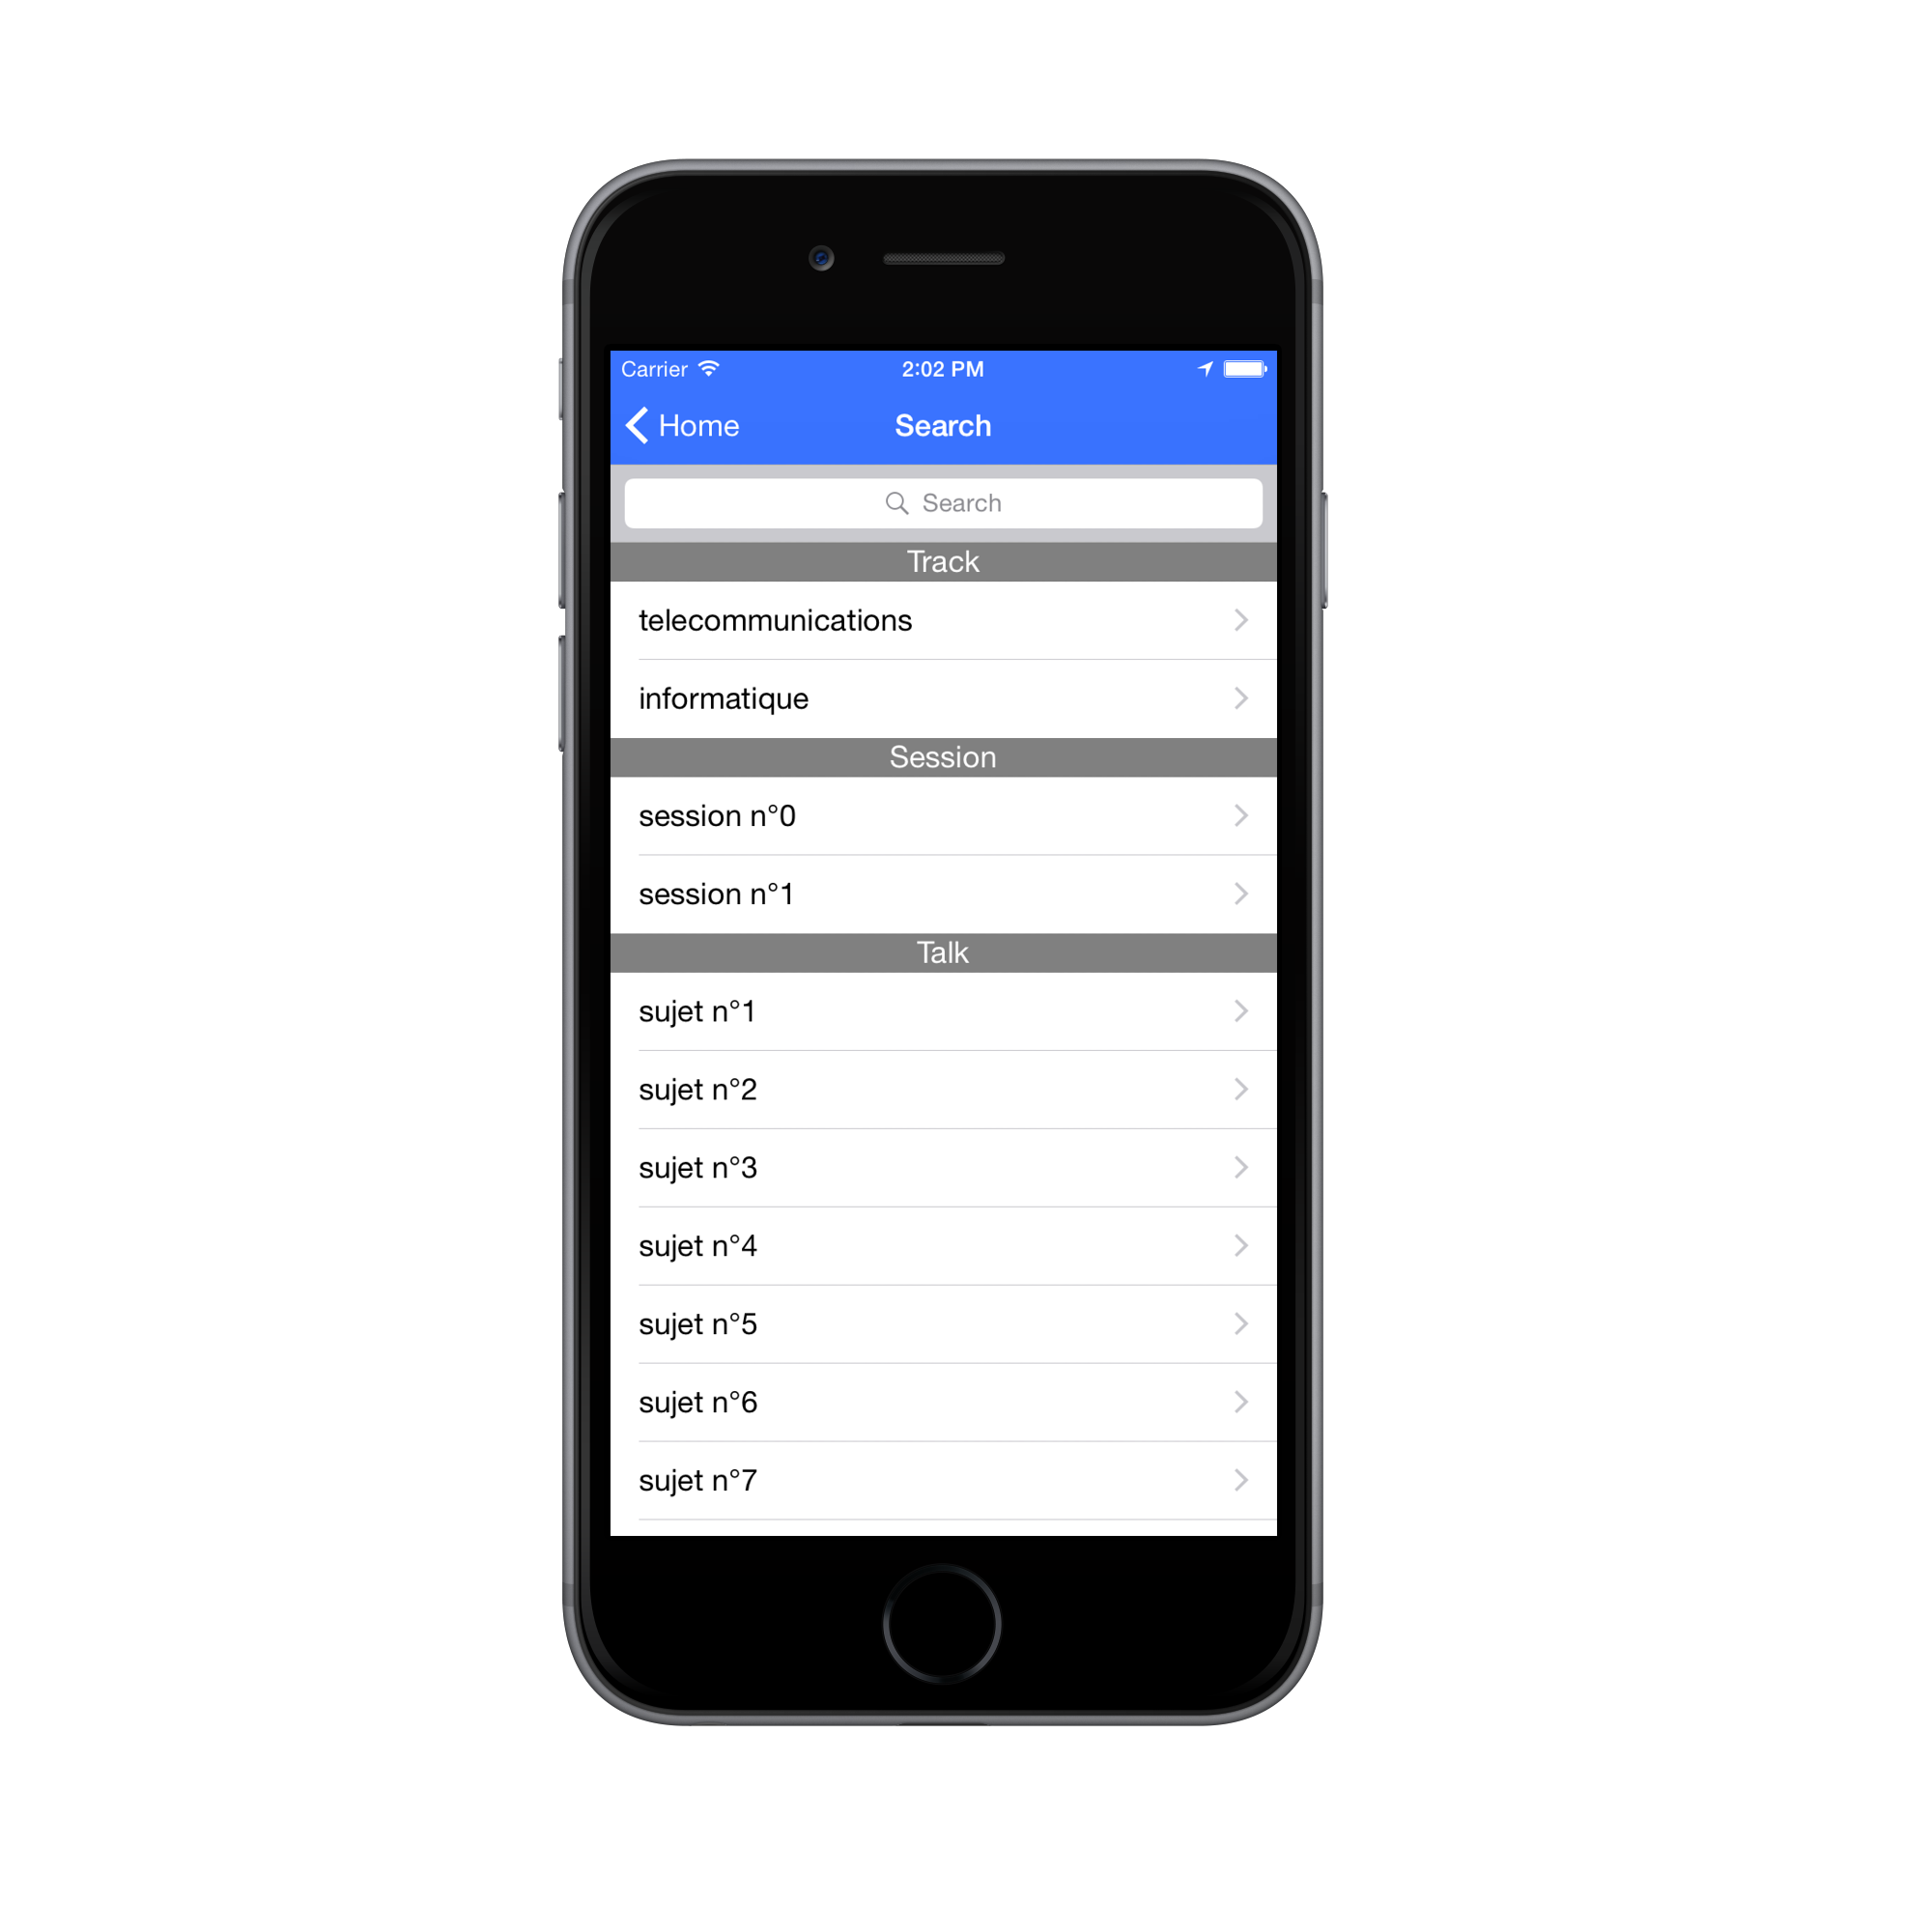 Carrier 2:02 PM
Home Search
Search
Track
telecommunications
informatique
Session
session n°0
session n°1
Talk
sujet n°1
sujet n°2
sujet n°3
sujet n°4
sujet n°5
sujet n°6
sujet n°7